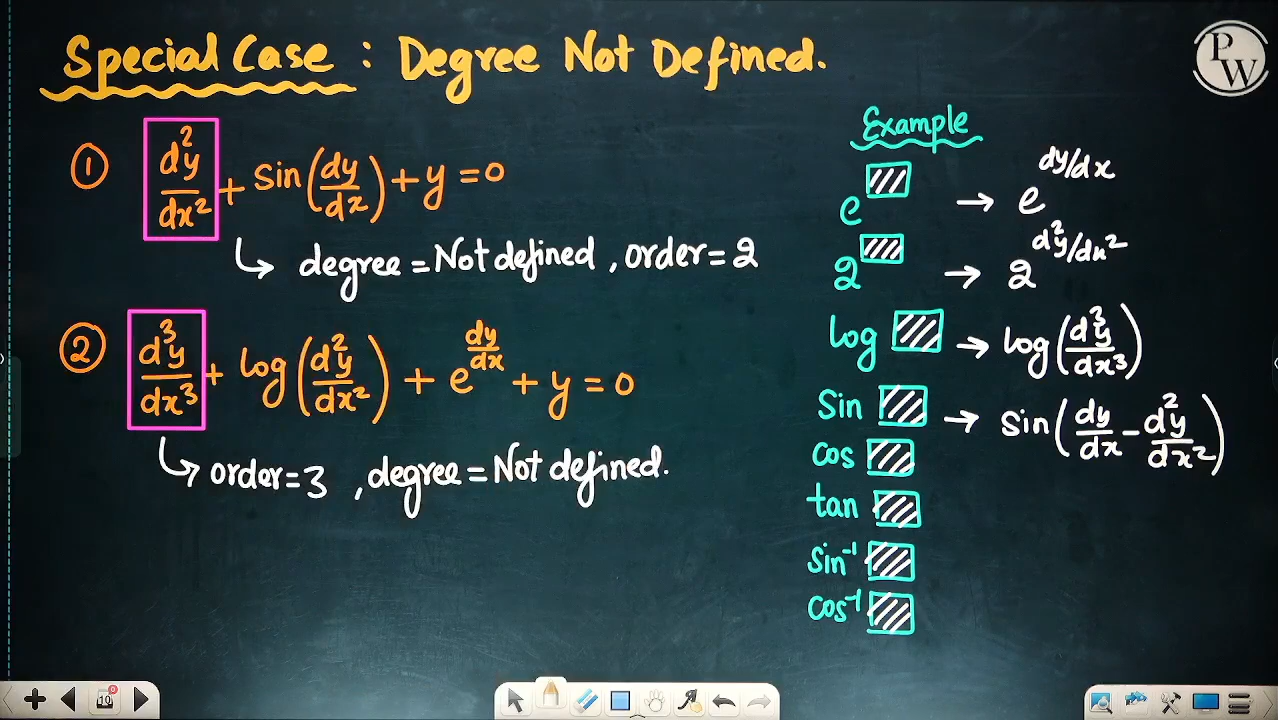 Special Case : Degree Not Defined.
PW
① d²y/dx² + sin(dy/dx) + y = 0
↳ degree = Not defined, order = 2
② d³y/dx³ + log(d²y/dx²) + e^(dy/dx) + y = 0
↳ order = 3, degree = Not defined.
Example
e → e^(dy/dx)
2 → 2^(d²y/dx²)
log → log(d³y/dx³)
Sin → sin(dy/dx - d²y/dx²)
cos
tan
sin⁻¹
cos⁻¹
10